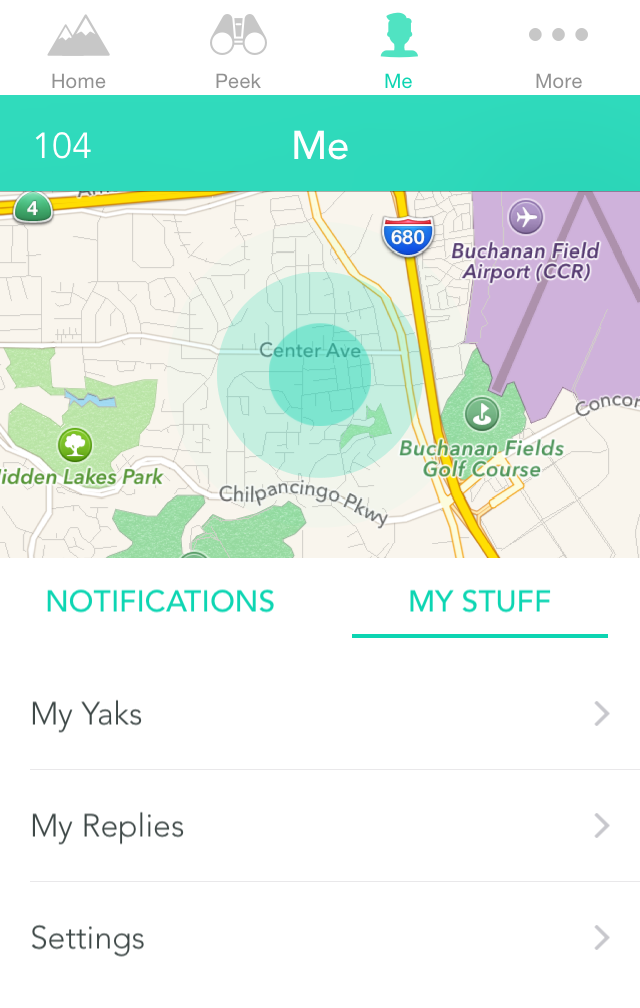 Home Peek Me More
104 Me
4
680
Buchanan Field
Airport (CCR)
Center Ave
Concor
Buchanan Fields
Golf Course
idden Lakes Park
Chilpancingo Pkwy
NOTIFICATIONS MY STUFF
My Yaks
My Replies
Settings